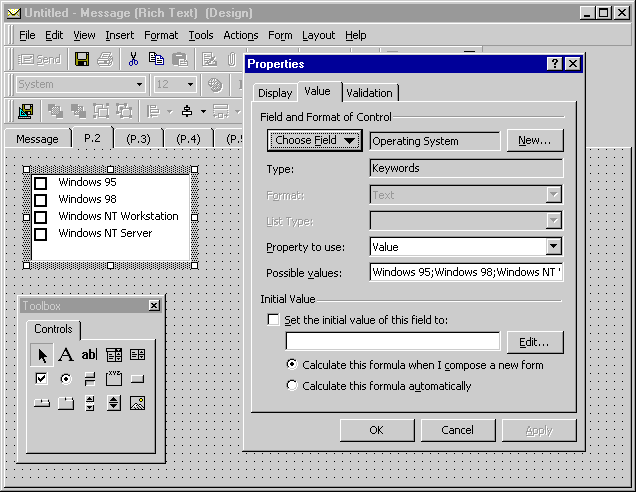 Untitled - Message (Rich Text)  (Design)
File Edit View Insert Format Tools Actions Form Layout Help
Send
System 12
Message P.2 (P.3) (P.4)
Windows 95
Windows 98
Windows NT Workstation
Windows NT Server
Toolbox
Controls
A ab| XYZ
Properties
Display Value Validation
Field and Format of Control
Choose Field Operating System New...
Type: Keywords
Format: Text
List Type:
Property to use: Value
Possible values: Windows 95;Windows 98;Windows NT
Initial Value
Set the initial value of this field to:
Edit...
Calculate this formula when I compose a new form
Calculate this formula automatically
OK Cancel Apply